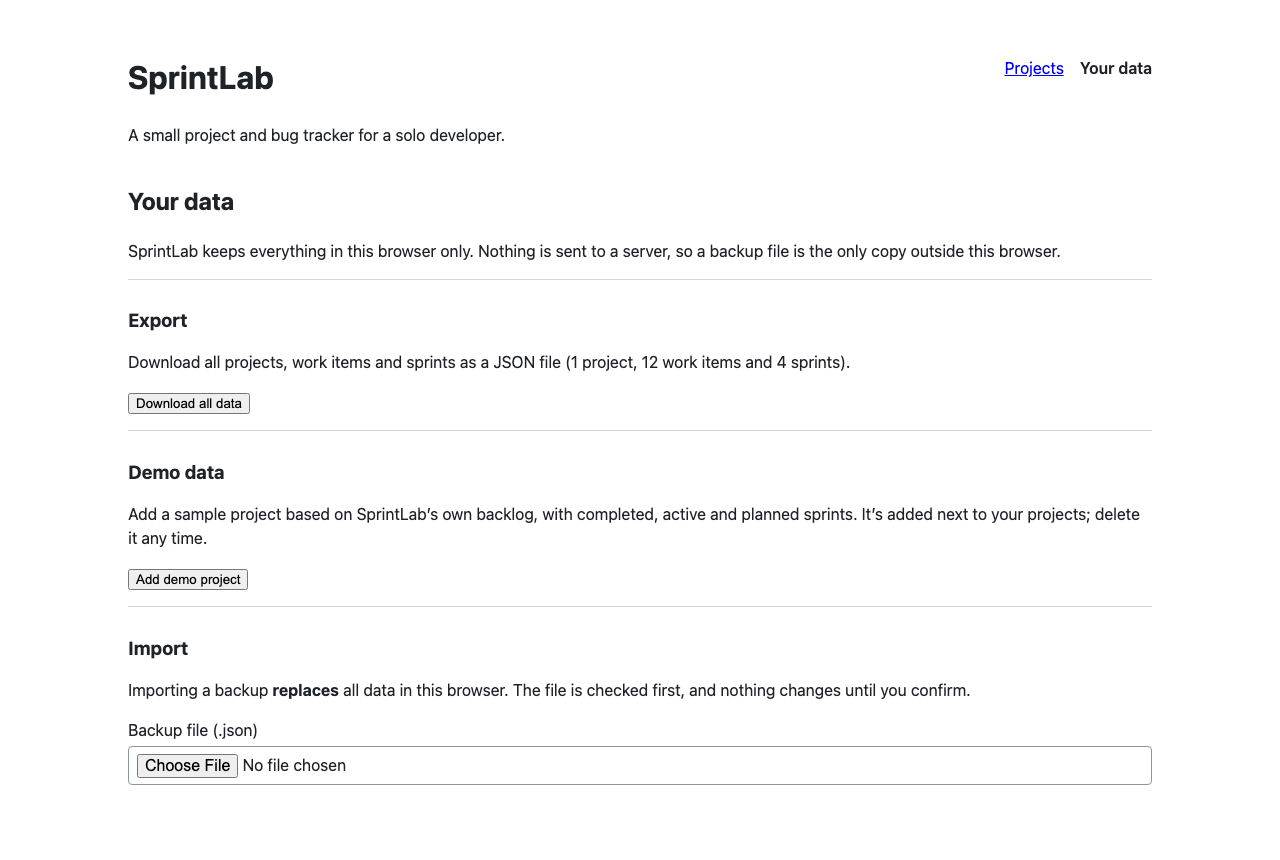 SprintLab
Projects
Your data
A small project and bug tracker for a solo developer.
Your data
SprintLab keeps everything in this browser only. Nothing is sent to a server, so a backup file is the only copy outside this browser.
Export
Download all projects, work items and sprints as a JSON file (1 project, 12 work items and 4 sprints).
Download all data
Demo data
Add a sample project based on SprintLab’s own backlog, with completed, active and planned sprints. It’s added next to your projects; delete
it any time.
Add demo project
Import
Importing a backup replaces all data in this browser. The file is checked first, and nothing changes until you confirm.
Backup file (.json)
Choose File No file chosen